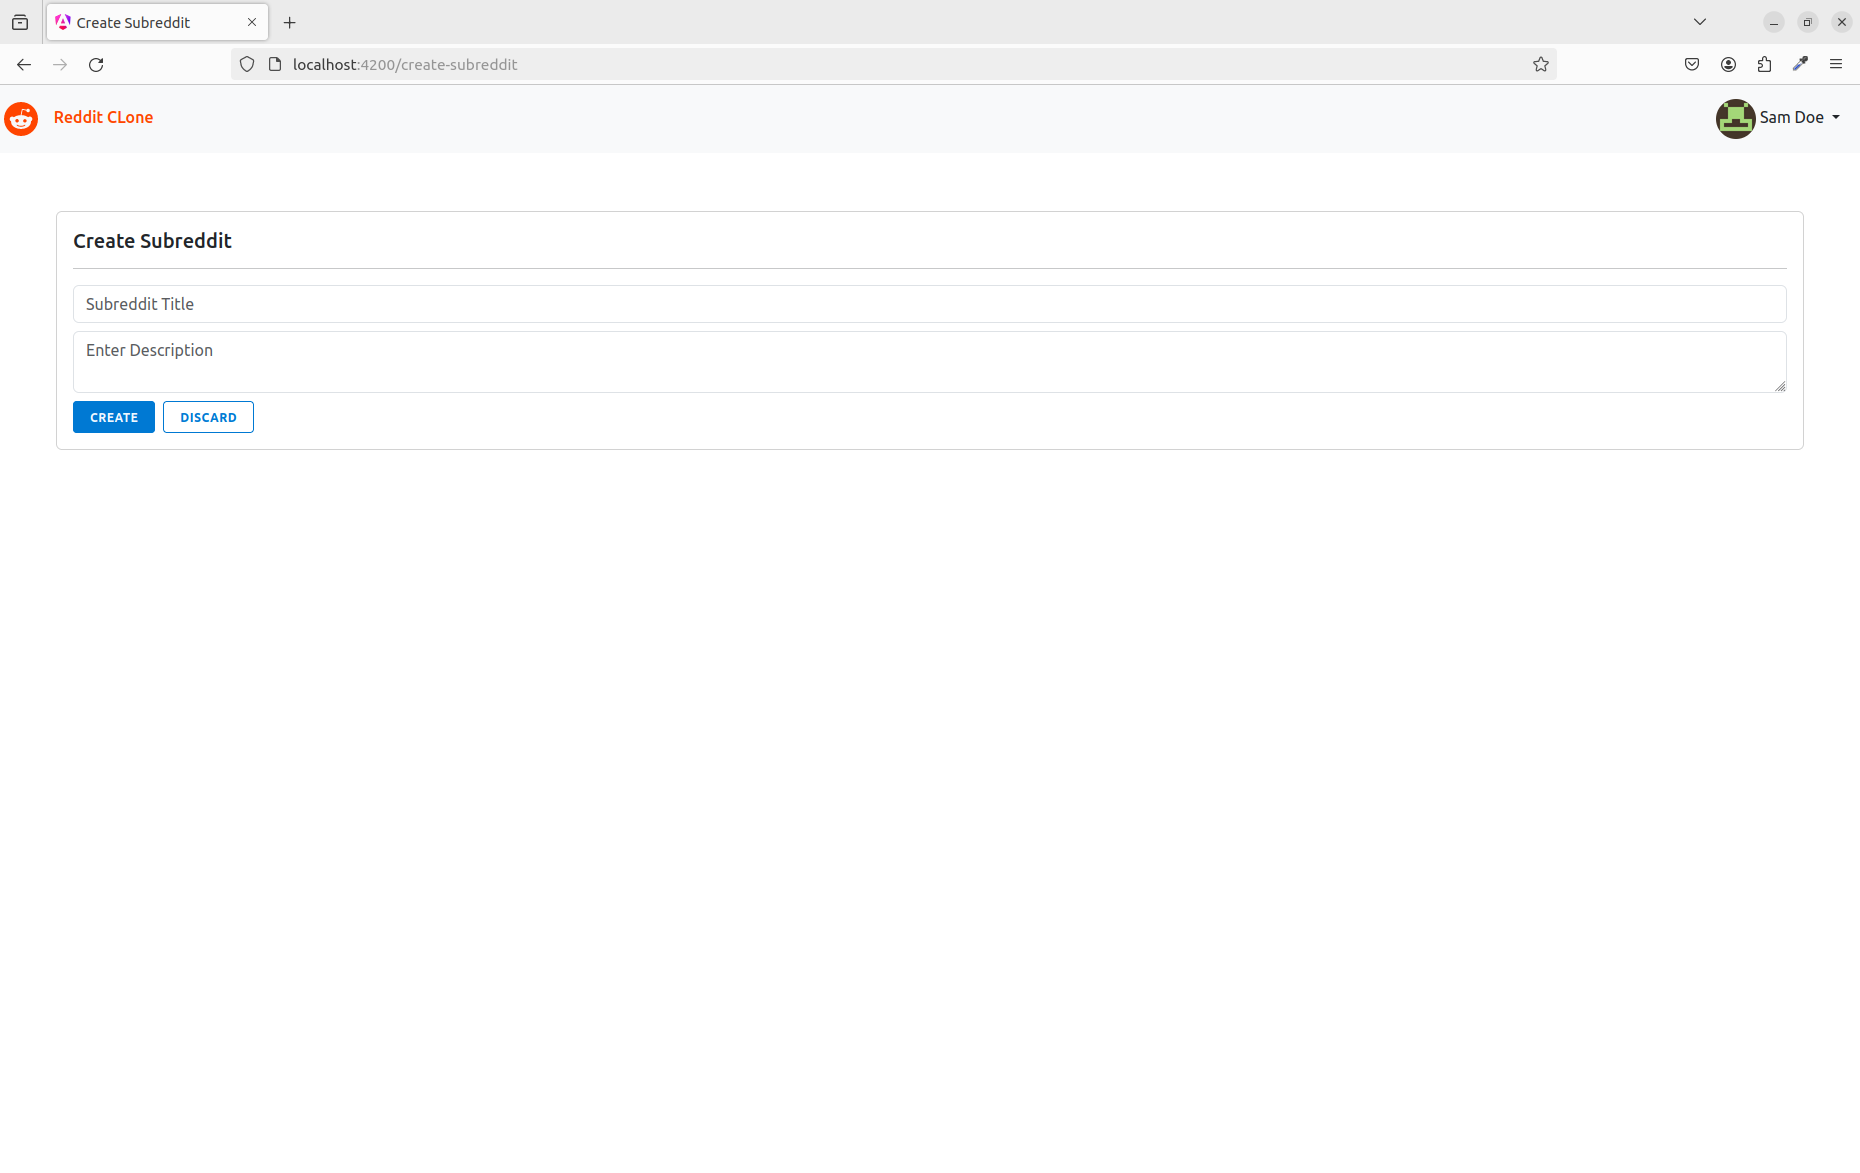 Create Subreddit
localhost:4200/create-subreddit
Reddit CLone
Sam Doe
Create Subreddit
Subreddit Title
Enter Description
CREATE DISCARD